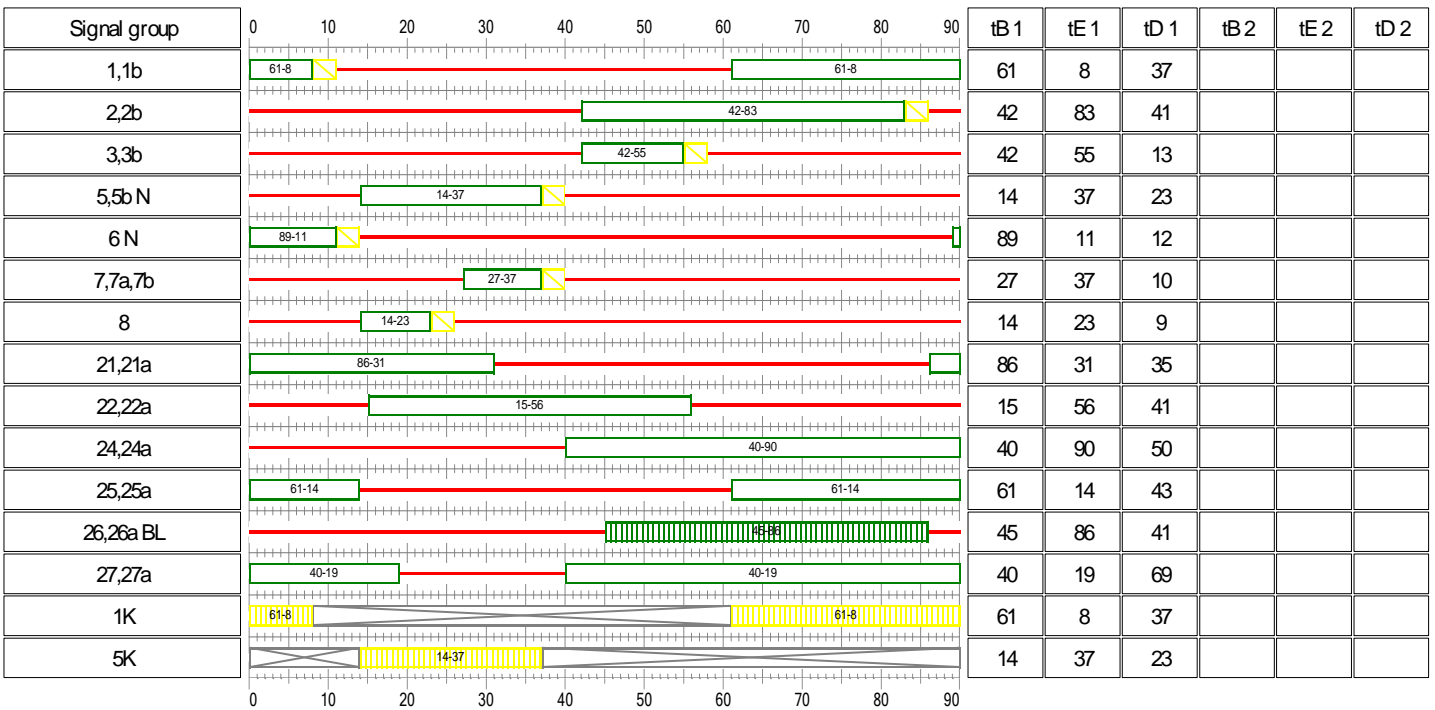 Signal group 0 10 20 30 40 50 60 70 80 90 tB 1 tE 1 tD 1 tB 2 tE 2 tD 2
1,1b 61-8 61-8 61 8 37
2,2b 42-83 42 83 41
3,3b 42-55 42 55 13
5,5b N 14-37 14 37 23
6 N 89-11 89 11 12
7,7a,7b 27-37 27 37 10
8 14-23 14 23 9
21,21a 86-31 86 31 35
22,22a 15-56 15 56 41
24,24a 40-90 40 90 50
25,25a 61-14 61-14 61 14 43
26,26a BL 45-86 45 86 41
27,27a 40-19 40-19 40 19 69
1K 61-8 61-8 61 8 37
5K 14-37 14 37 23
0 10 20 30 40 50 60 70 80 90